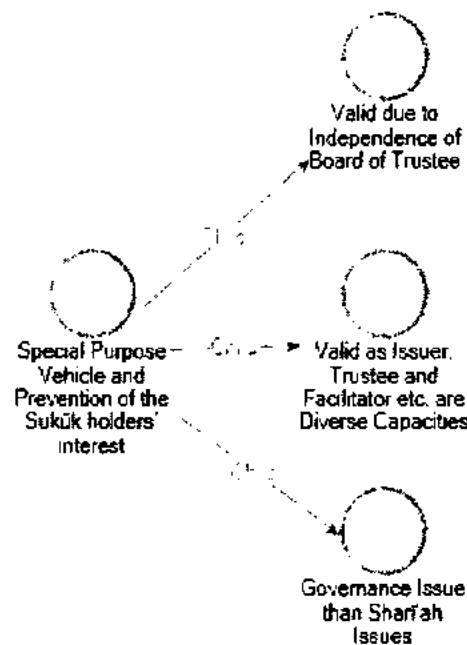 Valid due to
Independence of
Board of Trustee
Special Purpose
Vehicle and
Prevention of the
Sukūk holders'
interest
Valid as Issuer,
Trustee and
Facilitator etc. are
Diverse Capacities
Governance Issue
than Sharī'ah
Issues